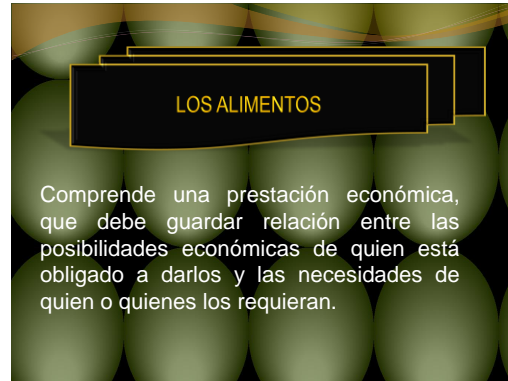 LOS ALIMENTOS
Comprende una prestación económica,
que debe guardar relación entre las
posibilidades económicas de quien está
obligado a darlos y las necesidades de
quien o quienes los requieran.